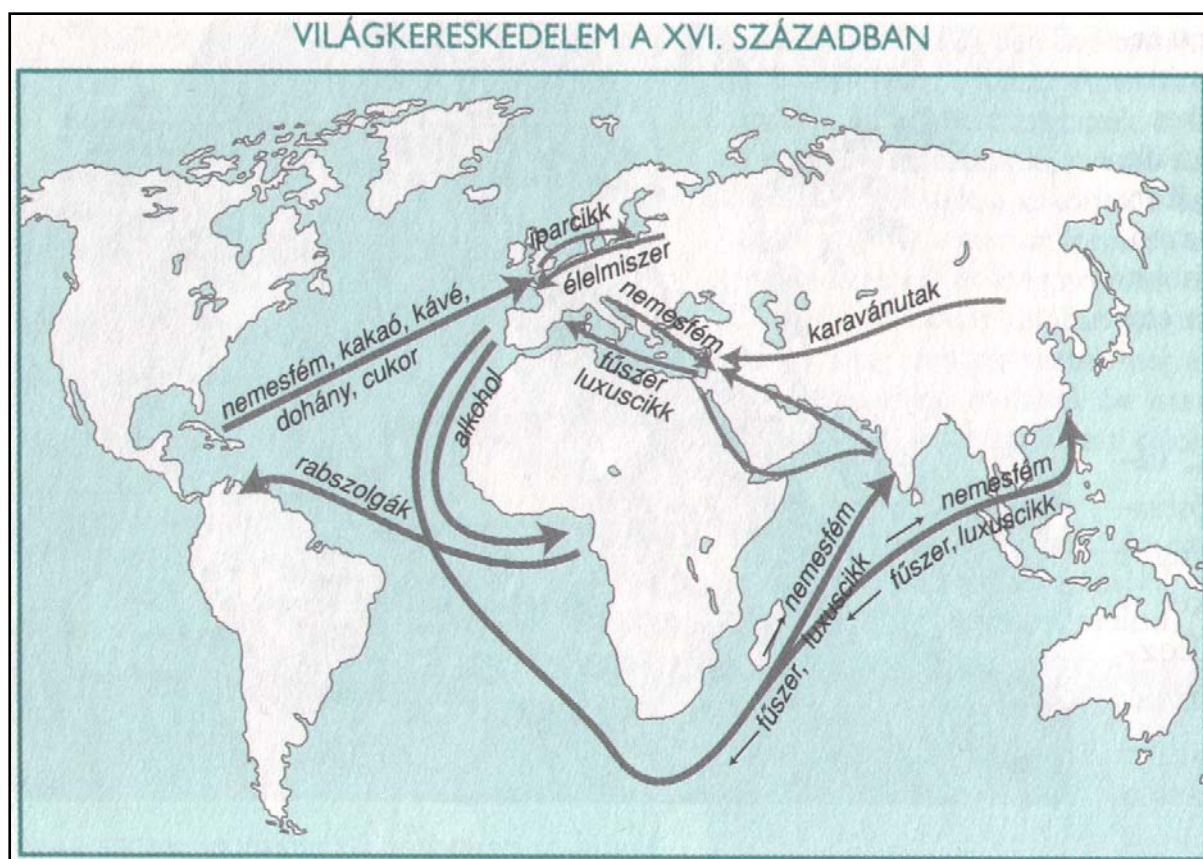 VILÁGKERESKEDELEM A XVI. SZÁZADBAN
iparcikk
élelmiszer
nemesfém
karavánutak
nemesfém, kakaó, kávé,
dohány, cukor
fűszer
luxuscikk
alkohol
rabszolgák
nemesfém
fűszer, luxuscikk
nemesfém
fűszer, luxuscikk